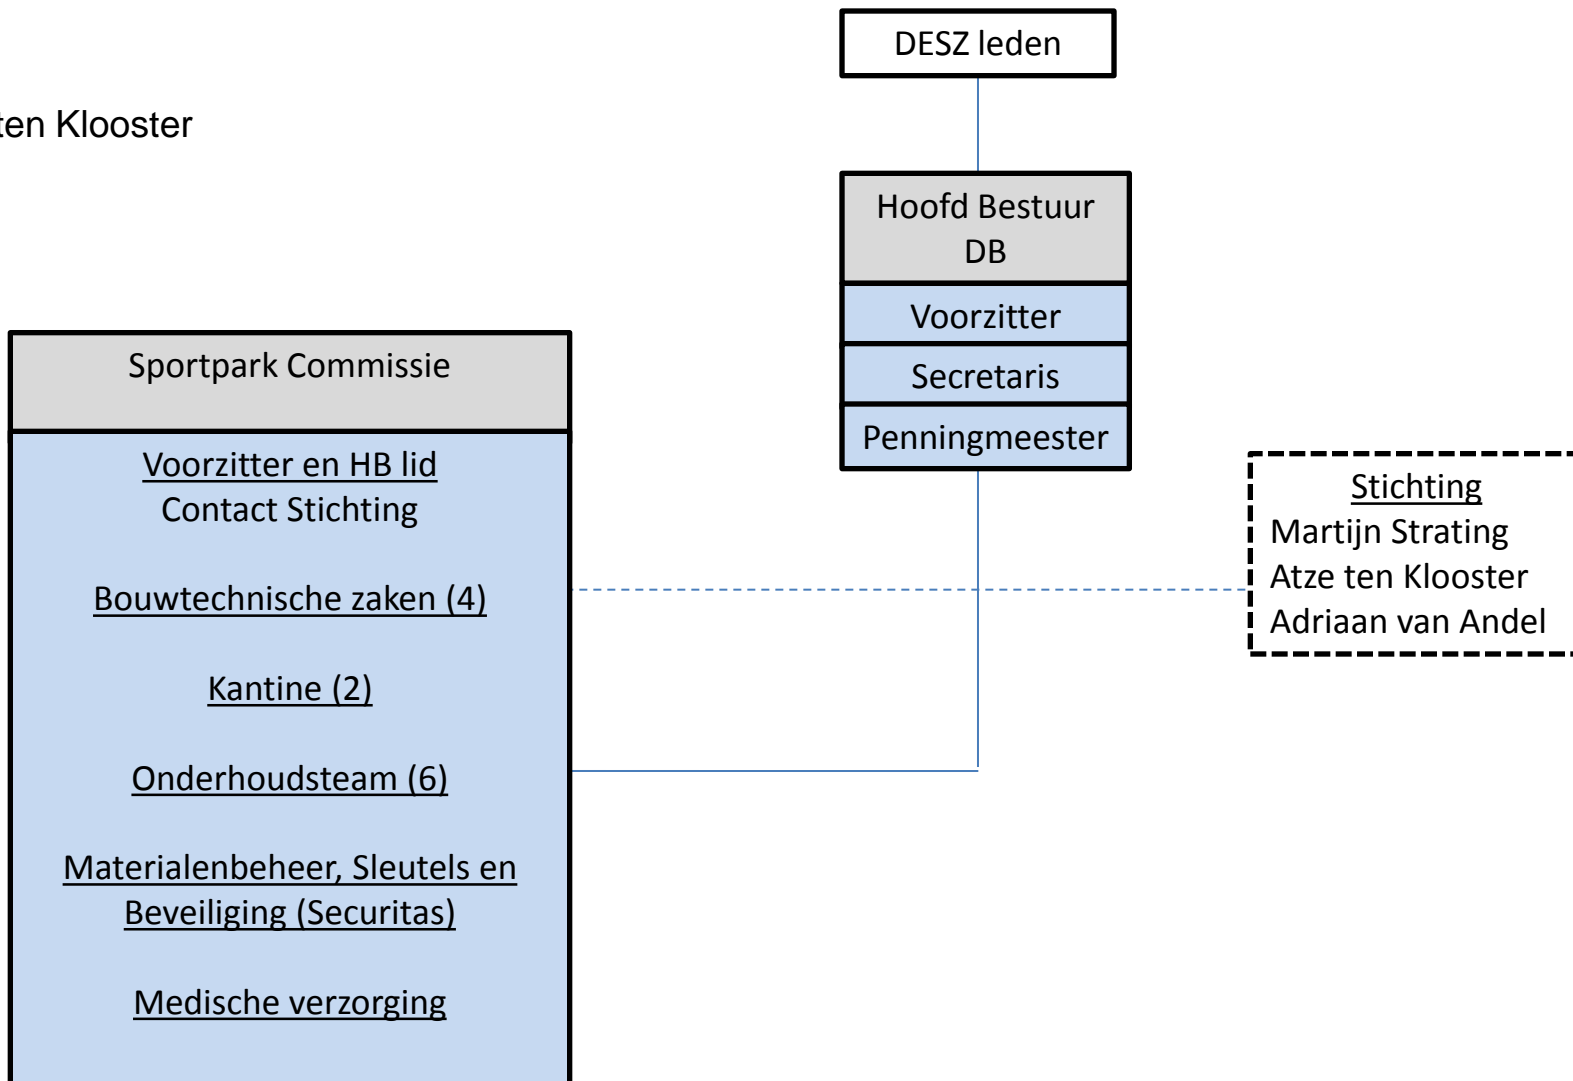 DESZ leden
ten Klooster
Hoofd Bestuur
DB
Voorzitter
Secretaris
Penningmeester
Sportpark Commissie
Voorzitter en HB lid
Contact Stichting
Bouwtechnische zaken (4)
Kantine (2)
Onderhoudsteam (6)
Materialenbeheer, Sleutels en
Beveiliging (Securitas)
Medische verzorging
Stichting
Martijn Strating
Atze ten Klooster
Adriaan van Andel